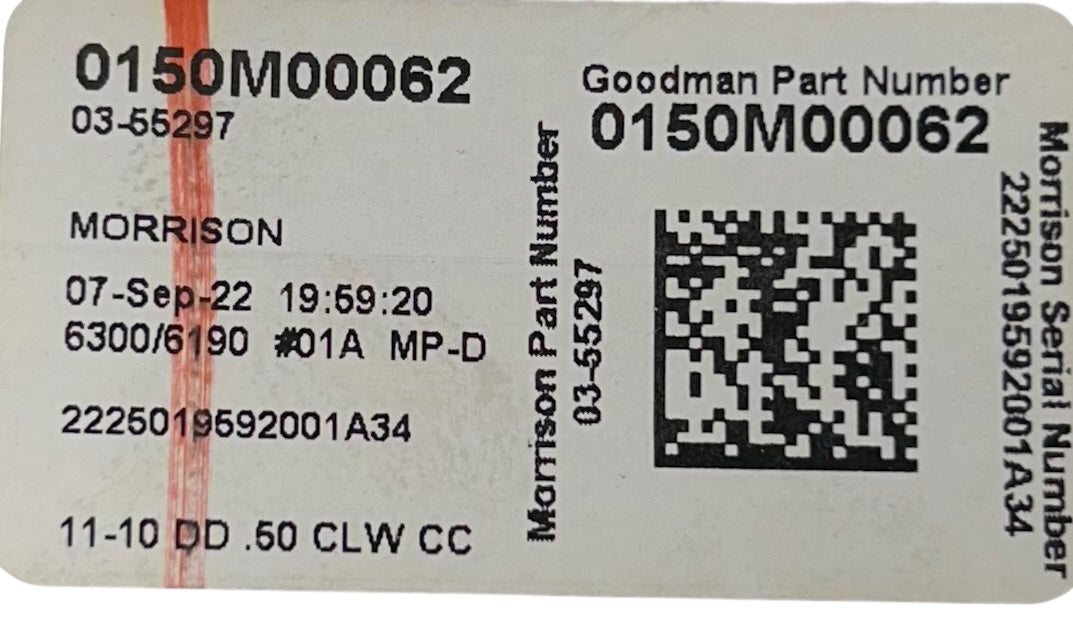 0150M00062
03-55297
MORRISON
07-Sep-22 19:59:20
6300/6190 #01A MP-D
2225019592001A34
11-10 DD .50 CLW CC
Morrison Part Number
03-55297
Goodman Part Number
0150M00062
Morrison Serial Number
2225019592001A34